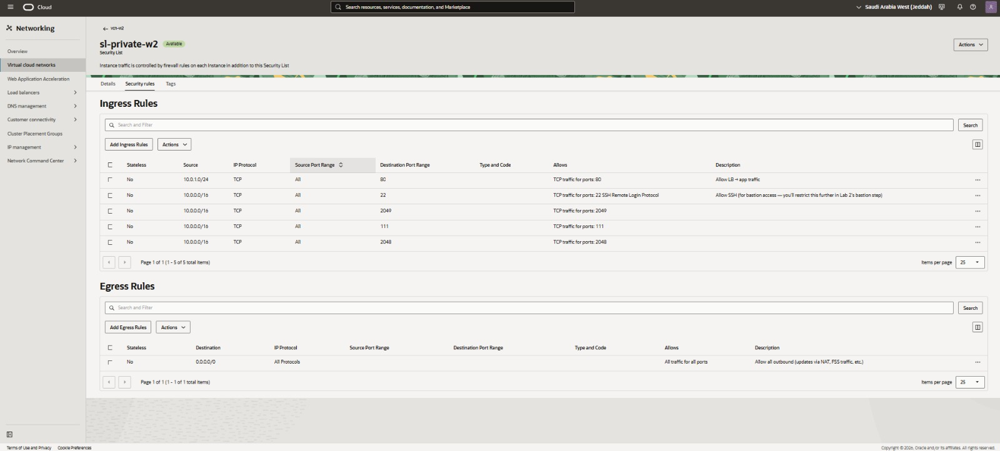 Cloud
Search resources, services, documentation, and Marketplace
Saudi Arabia West (Jeddah)
Networking
Overview
Virtual cloud networks
Web Application Acceleration
Load balancers
DNS management
Customer connectivity
Cluster Placement Groups
IP management
Network Command Center
vcn-w2
sl-private-w2 Available
Security List
Actions
Instance traffic is controlled by firewall rules on each Instance in addition to this Security List
Details Security rules Tags
Ingress Rules
Search and Filter Search
Add Ingress Rules Actions
Stateless Source IP Protocol Source Port Range Destination Port Range Type and Code Allows Description
No 10.0.1.0/24 TCP All 80 TCP traffic for ports: 80 Allow LB → app traffic
No 10.0.0.0/16 TCP All 22 TCP traffic for ports: 22 SSH Remote Login Protocol Allow SSH (for bastion access — you'll restrict this further in Lab 2's bastion step)
No 10.0.0.0/16 TCP All 2049 TCP traffic for ports: 2049
No 10.0.0.0/16 TCP All 111 TCP traffic for ports: 111
No 10.0.0.0/16 TCP All 2048 TCP traffic for ports: 2048
Page 1 of 1 (1 - 5 of 5 total items) Items per page 25
Egress Rules
Search and Filter Search
Add Egress Rules Actions
Stateless Destination IP Protocol Source Port Range Destination Port Range Type and Code Allows Description
No 0.0.0.0/0 All Protocols All traffic for all ports Allow all outbound (updates via NAT, FSS traffic, etc.)
Page 1 of 1 (1 - 1 of 1 total items) Items per page 25
Terms of Use and Privacy Cookie Preferences
Copyright © 2026, Oracle and/or its affiliates. All rights reserved.